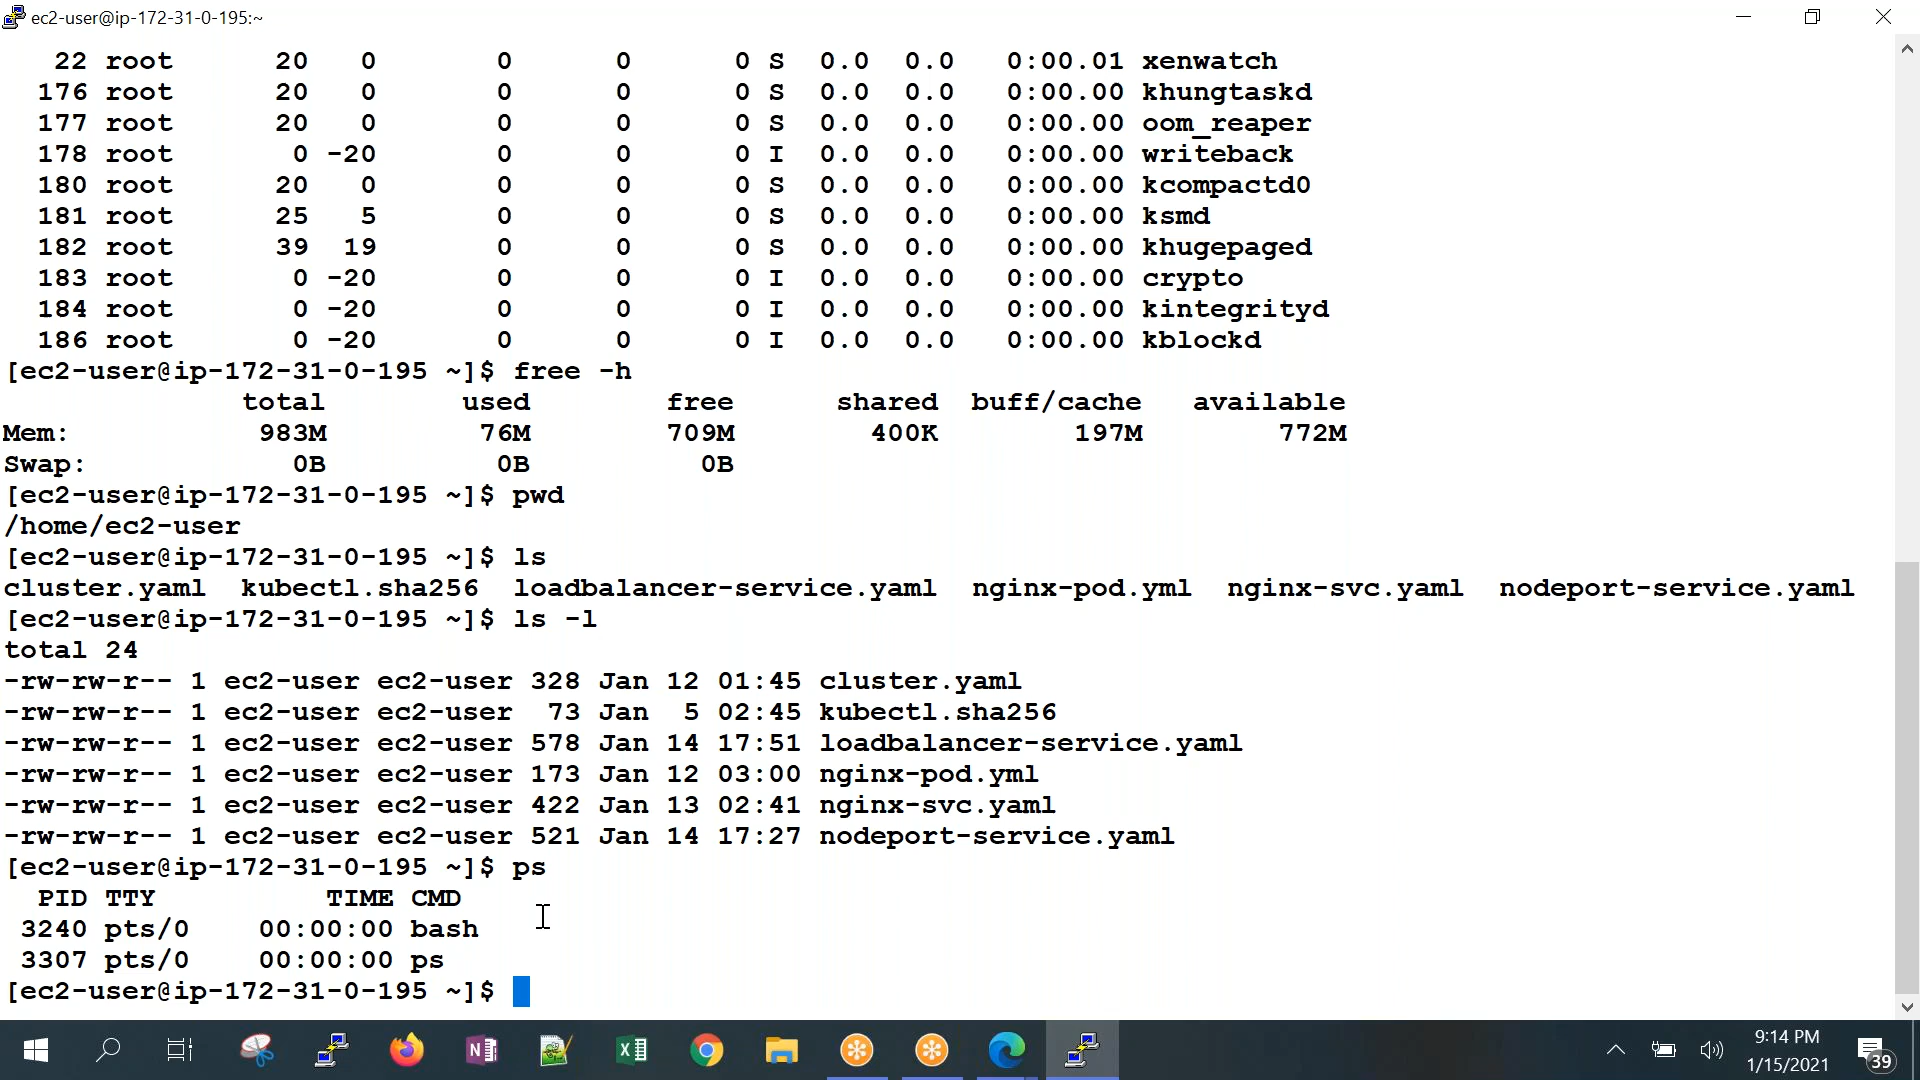 ec2-user@ip-172-31-0-195:~
22 root 20 0 0 0 0 S 0.0 0.0 0:00.01 xenwatch
176 root 20 0 0 0 0 S 0.0 0.0 0:00.00 khungtaskd
177 root 20 0 0 0 0 S 0.0 0.0 0:00.00 oom_reaper
178 root 0 -20 0 0 0 I 0.0 0.0 0:00.00 writeback
180 root 20 0 0 0 0 S 0.0 0.0 0:00.00 kcompactd0
181 root 25 5 0 0 0 S 0.0 0.0 0:00.00 ksmd
182 root 39 19 0 0 0 S 0.0 0.0 0:00.00 khugepaged
183 root 0 -20 0 0 0 I 0.0 0.0 0:00.00 crypto
184 root 0 -20 0 0 0 I 0.0 0.0 0:00.00 kintegrityd
186 root 0 -20 0 0 0 I 0.0 0.0 0:00.00 kblockd
[ec2-user@ip-172-31-0-195 ~]$ free -h
total used free shared buff/cache available
Mem: 983M 76M 709M 400K 197M 772M
Swap: 0B 0B 0B
[ec2-user@ip-172-31-0-195 ~]$ pwd
/home/ec2-user
[ec2-user@ip-172-31-0-195 ~]$ ls
cluster.yaml kubectl.sha256 loadbalancer-service.yaml nginx-pod.yml nginx-svc.yaml nodeport-service.yaml
[ec2-user@ip-172-31-0-195 ~]$ ls -l
total 24
-rw-rw-r-- 1 ec2-user ec2-user 328 Jan 12 01:45 cluster.yaml
-rw-rw-r-- 1 ec2-user ec2-user 73 Jan 5 02:45 kubectl.sha256
-rw-rw-r-- 1 ec2-user ec2-user 578 Jan 14 17:51 loadbalancer-service.yaml
-rw-rw-r-- 1 ec2-user ec2-user 173 Jan 12 03:00 nginx-pod.yml
-rw-rw-r-- 1 ec2-user ec2-user 422 Jan 13 02:41 nginx-svc.yaml
-rw-rw-r-- 1 ec2-user ec2-user 521 Jan 14 17:27 nodeport-service.yaml
[ec2-user@ip-172-31-0-195 ~]$ ps
PID TTY TIME CMD
3240 pts/0 00:00:00 bash
3307 pts/0 00:00:00 ps
[ec2-user@ip-172-31-0-195 ~]$
9:14 PM
1/15/2021
39